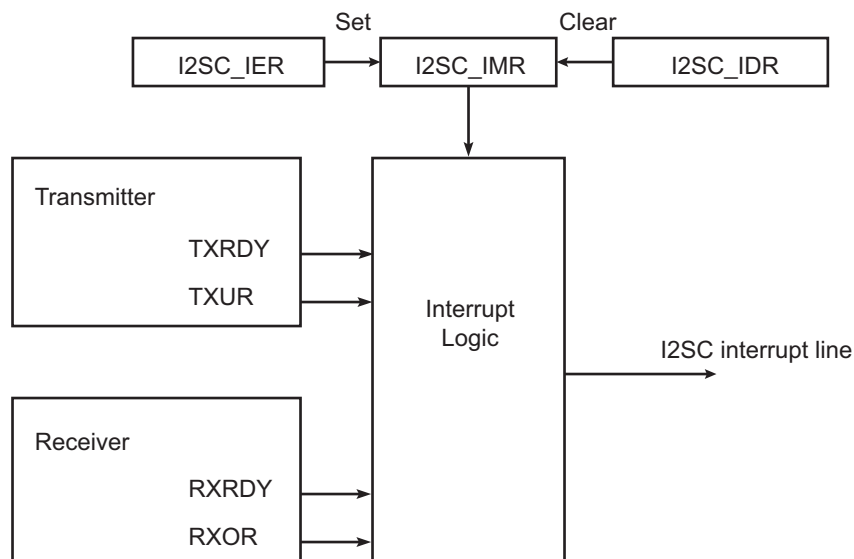 Set
Clear
I2SC_IER
I2SC_IMR
I2SC_IDR
Transmitter
TXRDY
TXUR
Interrupt
Logic
I2SC interrupt line
Receiver
RXRDY
RXOR